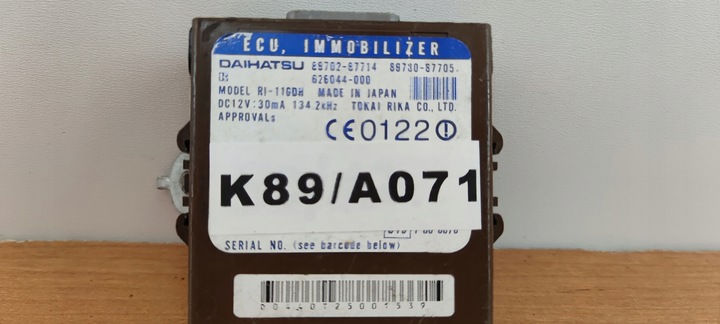 ECU, IMMOBILIZER
DAIHATSU 89702-87714 89730-87705
626044-000
MODEL RI-11GDH MADE IN JAPAN
DC12V:30mA 134.2kHz TOKAI RIKA CO., LTD.
APPROVALs
CE0122
K89/A071
SERIAL NO. (see barcode below)